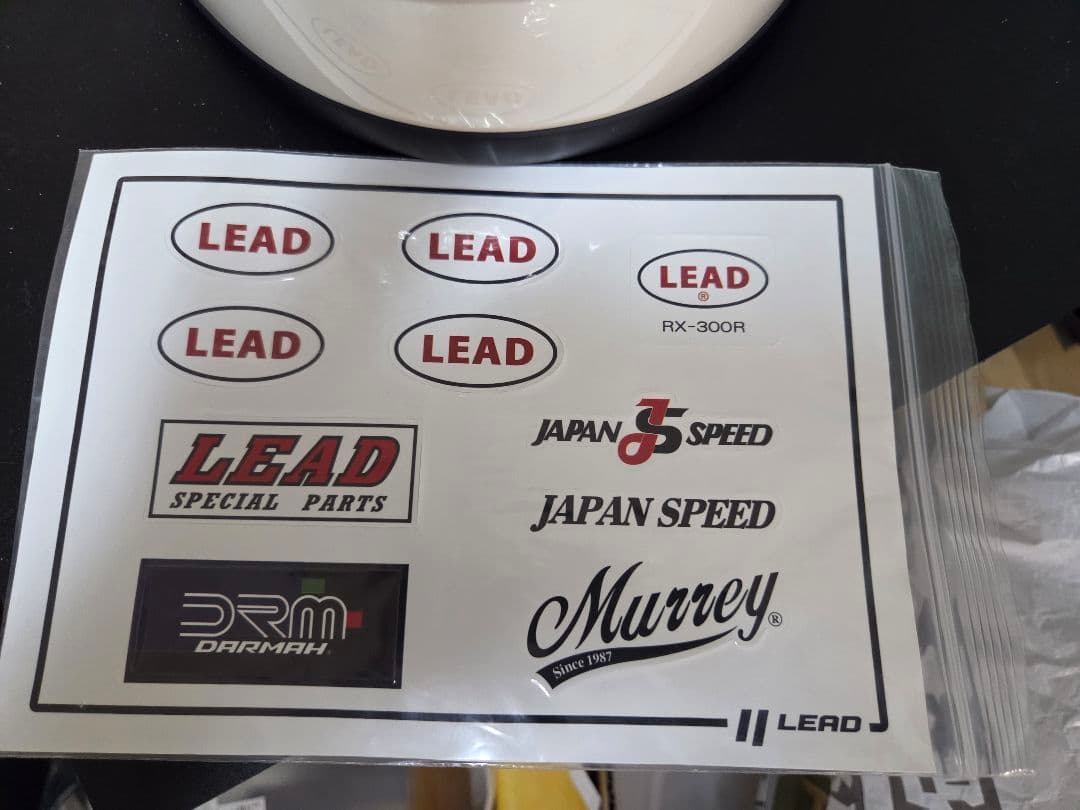 LEAD
LEAD
LEAD
®
RX-300R
LEAD
LEAD
LEAD
SPECIAL PARTS
JAPAN JS SPEED
JAPAN SPEED
DRM
DARMAH
Murrey®
Since 1987
LEAD